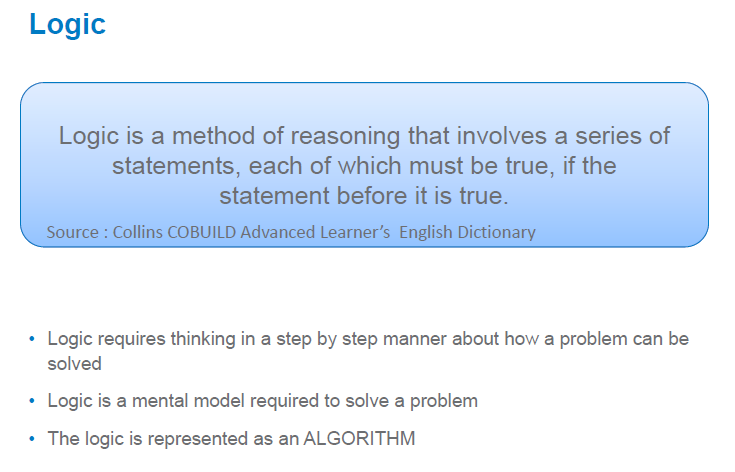 Logic
Logic is a method of reasoning that involves a series of
statements, each of which must be true, if the
statement before it is true.
Source : Collins COBUILD Advanced Learner’s English Dictionary
• Logic requires thinking in a step by step manner about how a problem can be
solved
• Logic is a mental model required to solve a problem
• The logic is represented as an ALGORITHM